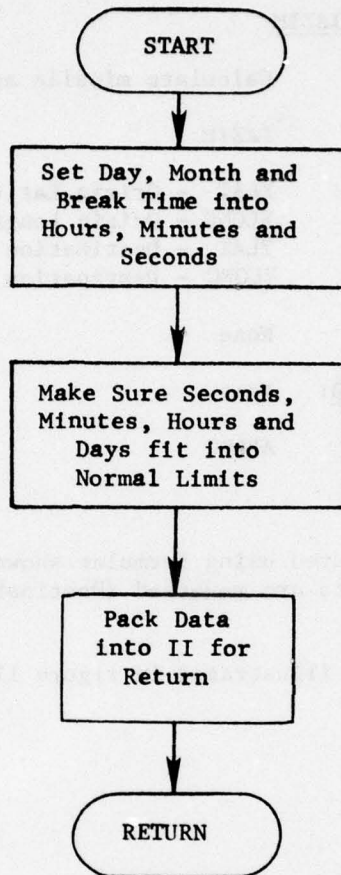 START
Set Day, Month and
Break Time into
Hours, Minutes and
Seconds
Make Sure Seconds,
Minutes, Hours and
Days fit into
Normal Limits
Pack Data
into II for
Return
RETURN